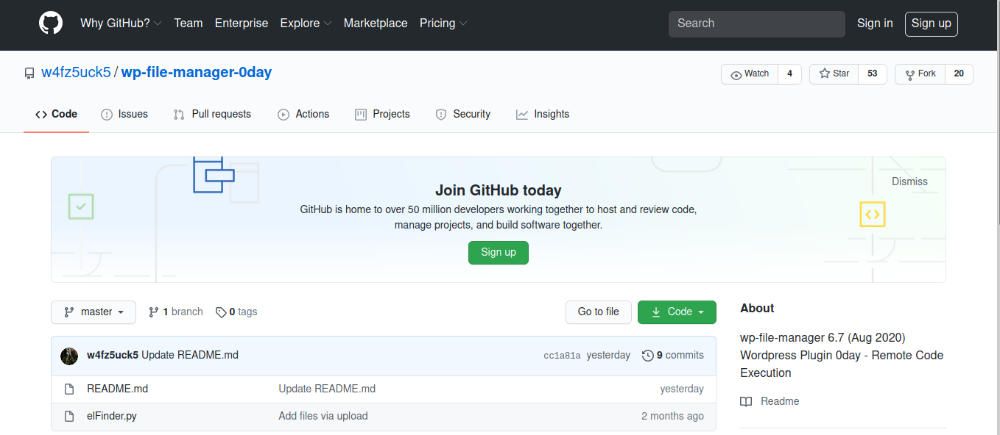 Why GitHub? Team Enterprise Explore Marketplace Pricing Search Sign in Sign up
w4fz5uck5 / wp-file-manager-0day Watch 4 Star 53 Fork 20
Code Issues Pull requests Actions Projects Security Insights
Dismiss
Join GitHub today
GitHub is home to over 50 million developers working together to host and review code,
manage projects, and build software together.
Sign up
master 1 branch 0 tags Go to file Code
w4fz5uck5 Update README.md cc1a81a yesterday 9 commits
README.md Update README.md yesterday
elFinder.py Add files via upload 2 months ago
About
wp-file-manager 6.7 (Aug 2020)
Wordpress Plugin 0day - Remote Code
Execution
Readme